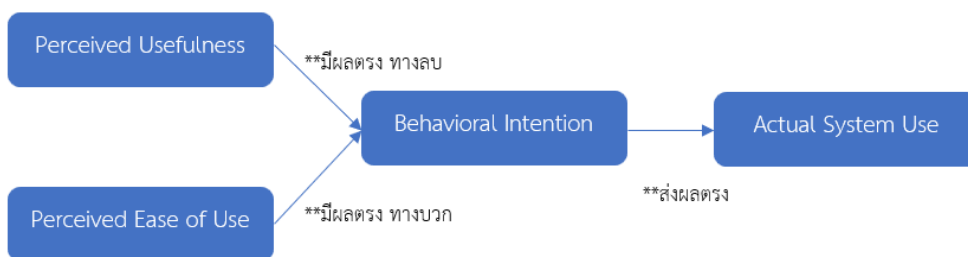 Perceived Usefulness
**มีผลตรง ทางลบ
Behavioral Intention
Actual System Use
**ส่งผลตรง
Perceived Ease of Use
**มีผลตรง ทางบวก